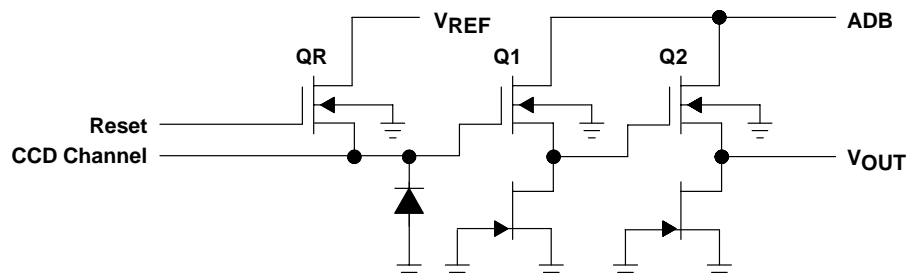 VREF
ADB
QR
Q1
Q2
Reset
CCD Channel
VOUT